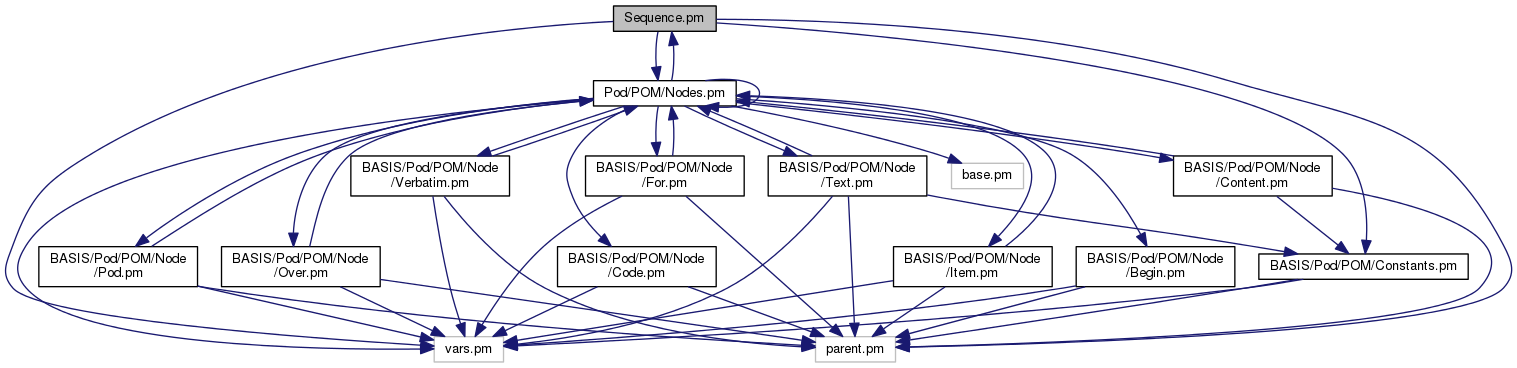 Sequence.pm
Pod/POM/Nodes.pm
BASIS/Pod/POM/Node
/Verbatim.pm
BASIS/Pod/POM/Node
/For.pm
BASIS/Pod/POM/Node
/Text.pm
base.pm
BASIS/Pod/POM/Node
/Content.pm
BASIS/Pod/POM/Node
/Pod.pm
BASIS/Pod/POM/Node
/Over.pm
BASIS/Pod/POM/Node
/Code.pm
BASIS/Pod/POM/Node
/Item.pm
BASIS/Pod/POM/Node
/Begin.pm
BASIS/Pod/POM/Constants.pm
vars.pm
parent.pm